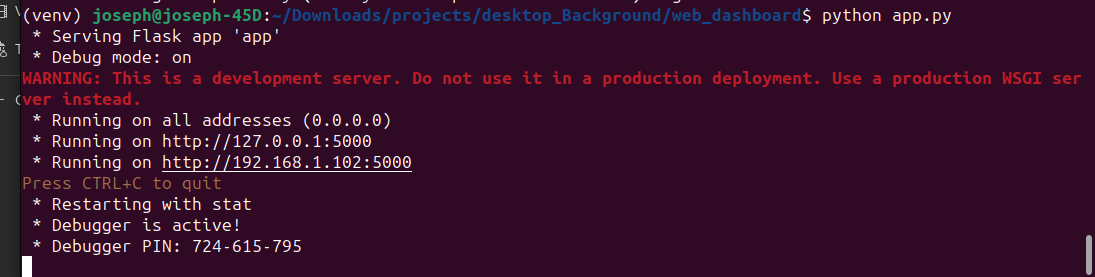 (venv) joseph@joseph-45D:~/Downloads/projects/desktop_Background/web_dashboard$ python app.py
 * Serving Flask app 'app'
 * Debug mode: on
WARNING: This is a development server. Do not use it in a production deployment. Use a production WSGI ser
ver instead.
 * Running on all addresses (0.0.0.0)
 * Running on http://127.0.0.1:5000
 * Running on http://192.168.1.102:5000
Press CTRL+C to quit
 * Restarting with stat
 * Debugger is active!
 * Debugger PIN: 724-615-795